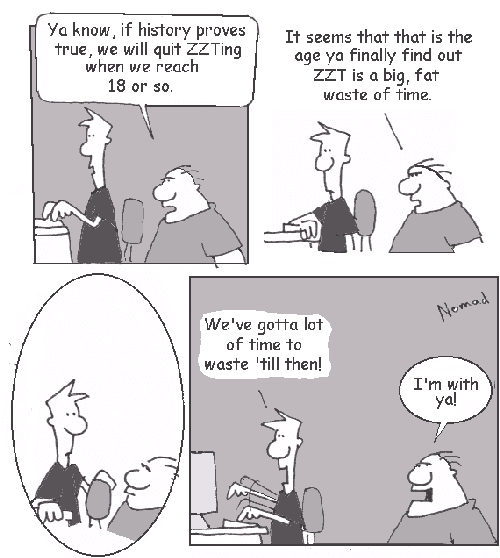 Ya know, if history proves
true, we will quit ZZTing
when we reach
18 or so.
It seems that that is the
age ya finally find out
ZZT is a big, fat
waste of time.
We've gotta lot
of time to
waste 'till then!
Nomad
I'm with
ya!